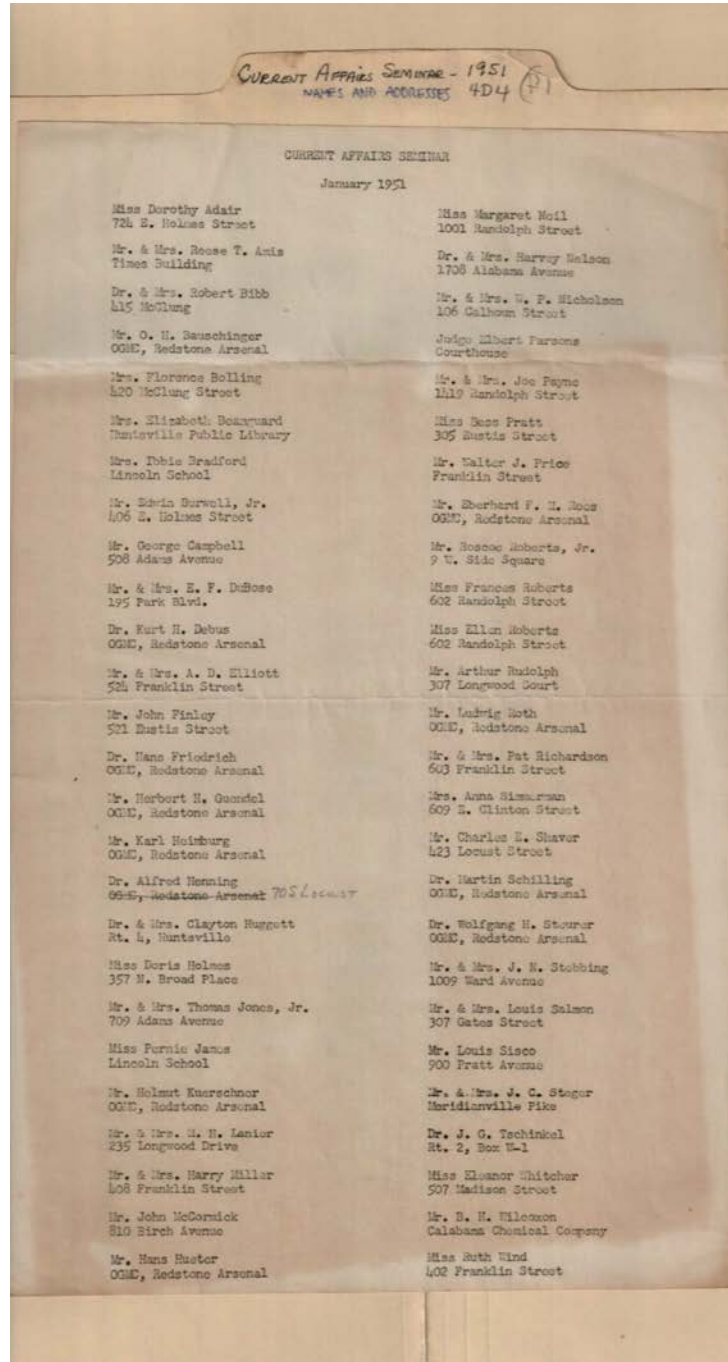 CURRENT AFFAIRS SEMINAR - 1951
NAMES AND ADDRESSES 4D4
CURRENT AFFAIRS SEMINAR
January 1951
Miss Dorothy Adair
724 E. Holmes Street
Mr. & Mrs. Reese T. Amis
Times Building
Dr. & Mrs. Robert Bibb
415 McClung
Mr. O. H. Bauschinger
OGMC, Redstone Arsenal
Mrs. Florence Bolling
420 McClung Street
Mrs. Elizabeth
Huntsville Public Library
Mrs. Ibbie Bradford
Lincoln School
Mr. Edwin Burwell, Jr.
406 E. Holmes Street
Mr. George Campbell
508 Adams Avenue
Mr. & Mrs. E. F. DuBose
195 Park Blvd.
Dr. Kurt H. Debus
OGMC, Redstone Arsenal
Mr. & Mrs. A. D. Elliott
524 Franklin Street
Mr. John Finley
521 Eustis Street
Dr. Hans Friedrich
OGMC, Redstone Arsenal
Mr. Herbert H. Guendel
OGMC, Redstone Arsenal
Mr. Karl Heimburg
OGMC, Redstone Arsenal
Dr. Alfred Henning
OGMC, Redstone Arsenal 705 LOCUST
Dr. & Mrs. Clayton Huggett
Rt. 4, Huntsville
Miss Doris Holmes
357 N. Broad Place
Mr. & Mrs. Thomas Jones, Jr.
709 Adams Avenue
Miss Pernie James
Lincoln School
Mr. Helmut Kuerschner
OGMC, Redstone Arsenal
Mr. & Mrs. M. H. Lanier
235 Longwood Drive
Mr. & Mrs. Harry Miller
408 Franklin Street
Mr. John McCormick
810 Birch Avenue
Mr. Hans Hueter
OGMC, Redstone Arsenal
Miss Margaret Neil
1001 Randolph Street
Dr. & Mrs. Harvey Nelson
1708 Alabama Avenue
Mr. & Mrs. W. P. Nicholson
106 Calhoun Street
Judge Elbert Parsons
Courthouse
Mr. & Mrs. Joe Payne
1419 Randolph Street
Miss Bess Pratt
305 Eustis Street
Mr. Walter J. Price
Franklin Street
Mr. Eberhard F. M. Rees
OGMC, Redstone Arsenal
Mr. Roscoe Roberts, Jr.
9 W. Side Square
Miss Frances Roberts
602 Randolph Street
Miss Ellen Roberts
602 Randolph Street
Mr. Arthur Rudolph
307 Longwood Court
Mr. Ludwig Roth
OGMC, Redstone Arsenal
Mr. & Mrs. Pat Richardson
603 Franklin Street
Mrs. Anna Simmerman
609 E. Clinton Street
Mr. Charles E. Shaver
423 Locust Street
Dr. Martin Schilling
OGMC, Redstone Arsenal
Dr. Wolfgang H. Steurer
OGMC, Redstone Arsenal
Mr. & Mrs. J. N. Stebbing
1009 Ward Avenue
Mr. & Mrs. Louis Salmon
307 Gates Street
Mr. Louis Sisco
900 Pratt Avenue
Mr. & Mrs. J. C. Steger
Meridianville Pike
Dr. J. G. Tschinkel
Rt. 2, Box W-1
Miss Eleanor Whitcher
507 Madison Street
Mr. B. H. Wilcoxon
Calabama Chemical Company
Miss Ruth Wind
402 Franklin Street